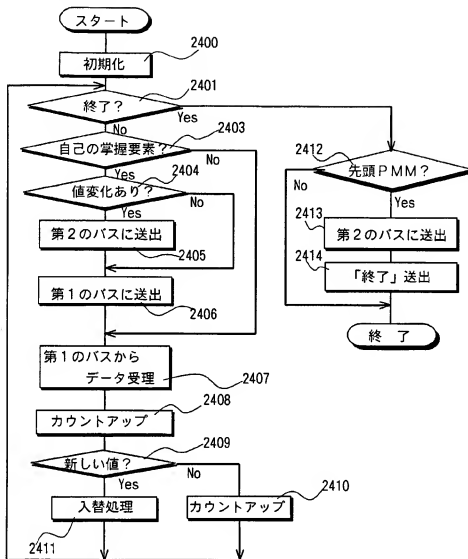 スタート
初期化
2400
終了?
2401
Yes
No
自己の掌握要素?
2403
No
Yes
値変化あり?
2404
No
Yes
第2のバスに送出
2405
第1のバスに送出
2406
第1のバスから
データ受理
2407
カウントアップ
2408
新しい値?
2409
No
Yes
入替処理
2411
カウントアップ
2410
2412
先頭PMM?
No
Yes
2413
第2のバスに送出
2414
「終了」送出
終 了